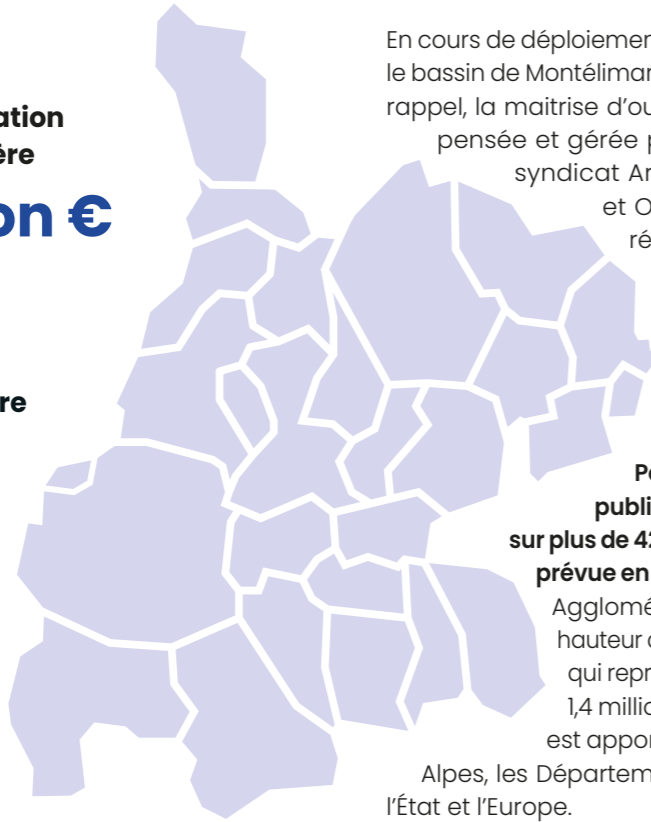 ation
ère
on €
re
En cours de déploiemen
le bassin de Montélimar
rappel, la maitrise d'ou
pensée et gérée p
syndicat Ar
et O
ré
P
publi
sur plus de 42
prévue en
Agglomé
hauteur d
qui repr
1,4 millio
est appor
Alpes, les Départem
l'État et l'Europe.